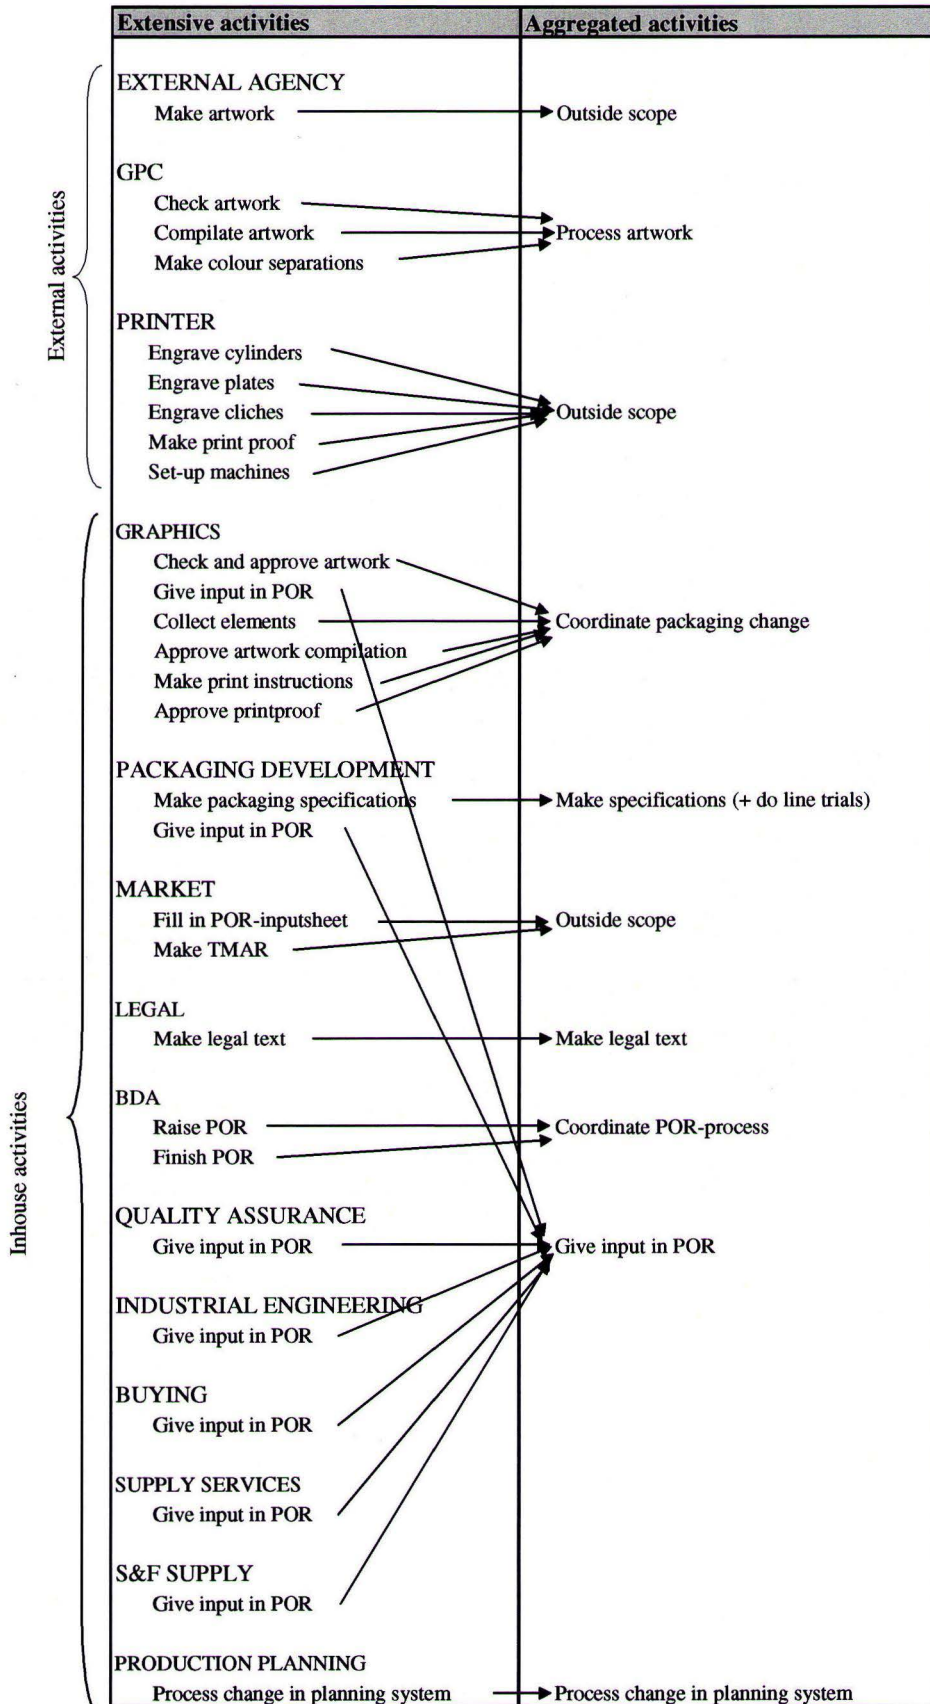 Extensive activities Aggregated activities
External activities
EXTERNAL AGENCY
Make artwork Outside scope
GPC
Check artwork
Compilate artwork Process artwork
Make colour separations
PRINTER
Engrave cylinders
Engrave plates
Engrave cliches Outside scope
Make print proof
Set-up machines
Inhouse activities
GRAPHICS
Check and approve artwork
Give input in POR
Collect elements Coordinate packaging change
Approve artwork compilation
Make print instructions
Approve printproof
PACKAGING DEVELOPMENT
Make packaging specifications Make specifications (+ do line trials)
Give input in POR
MARKET
Fill in POR-inputsheet Outside scope
Make TMAR
LEGAL
Make legal text Make legal text
BDA
Raise POR Coordinate POR-process
Finish POR
QUALITY ASSURANCE
Give input in POR Give input in POR
INDUSTRIAL ENGINEERING
Give input in POR
BUYING
Give input in POR
SUPPLY SERVICES
Give input in POR
S&F SUPPLY
Give input in POR
PRODUCTION PLANNING
Process change in planning system Process change in planning system